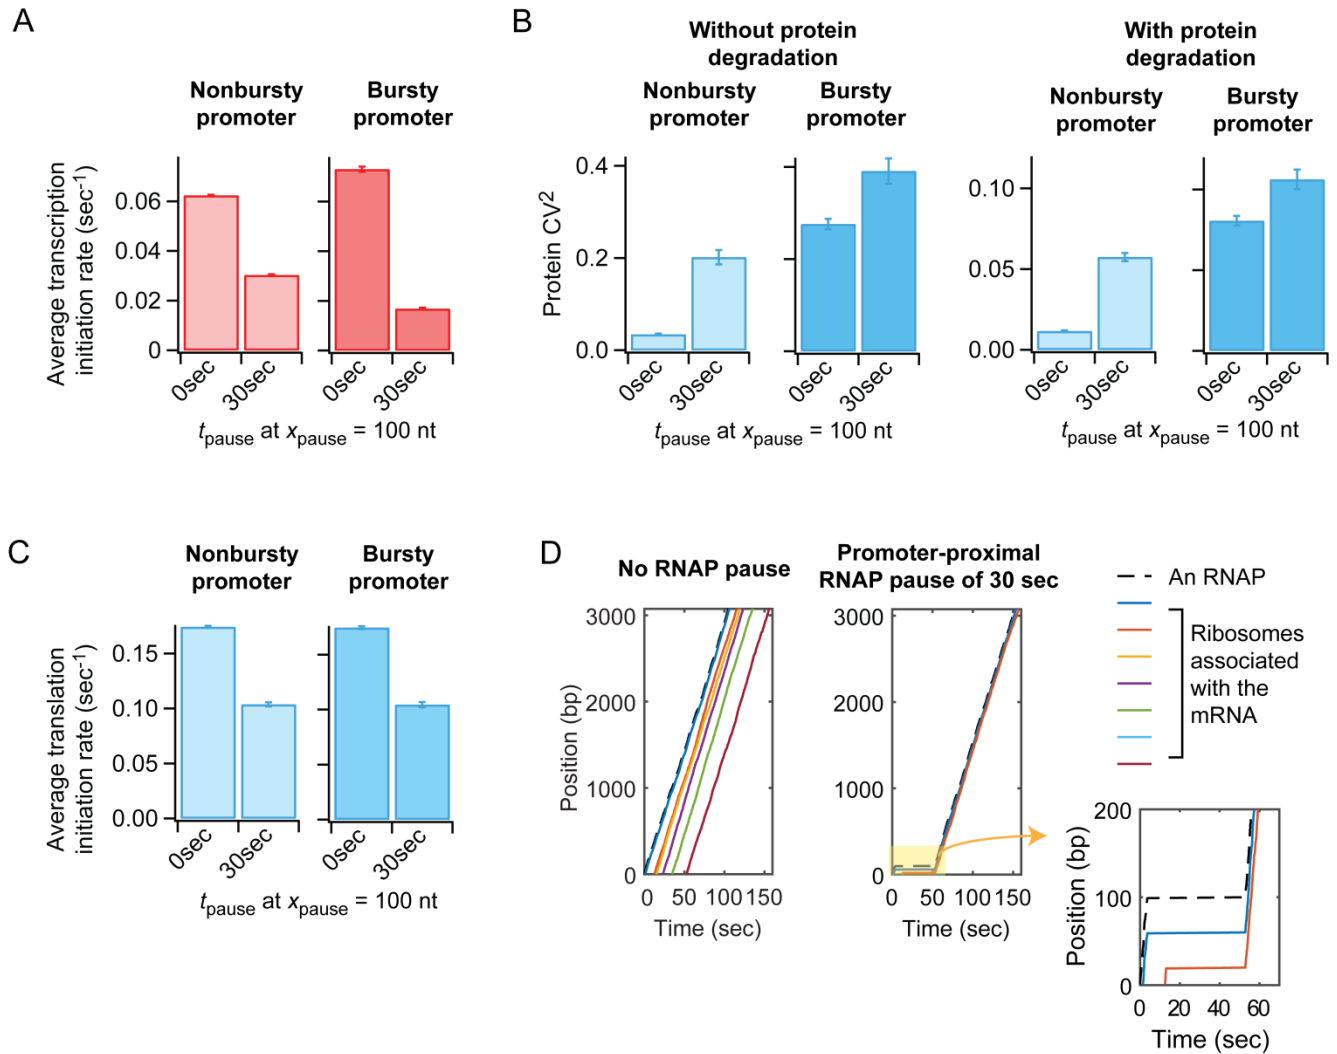 A
Nonbursty
promoter
Bursty
promoter
Average transcription
initiation rate (sec-1)
0.06
0.04
0.02
0
0sec
30sec
0sec
30sec
tpause at xpause = 100 nt
B
Without protein
degradation
With protein
degradation
Nonbursty
promoter
Bursty
promoter
Nonbursty
promoter
Bursty
promoter
Protein CV2
0.4
0.2
0.0
0sec
30sec
0sec
30sec
tpause at xpause = 100 nt
0.10
0.05
0.00
0sec
30sec
0sec
30sec
tpause at xpause = 100 nt
C
Nonbursty
promoter
Bursty
promoter
Average translation
initiation rate (sec-1)
0.15
0.10
0.05
0.00
0sec
30sec
0sec
30sec
tpause at xpause = 100 nt
D
No RNAP pause
Position (bp)
3000
2000
1000
0
0 50 100 150
Time (sec)
Promoter-proximal
RNAP pause of 30 sec
3000
2000
1000
0
0 50 100 150
Time (sec)
An RNAP
Ribosomes
associated
with the
mRNA
Position (bp)
200
100
0
0 20 40 60
Time (sec)